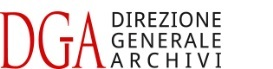 DGA DIREZIONE
GENERALE
ARCHIVI